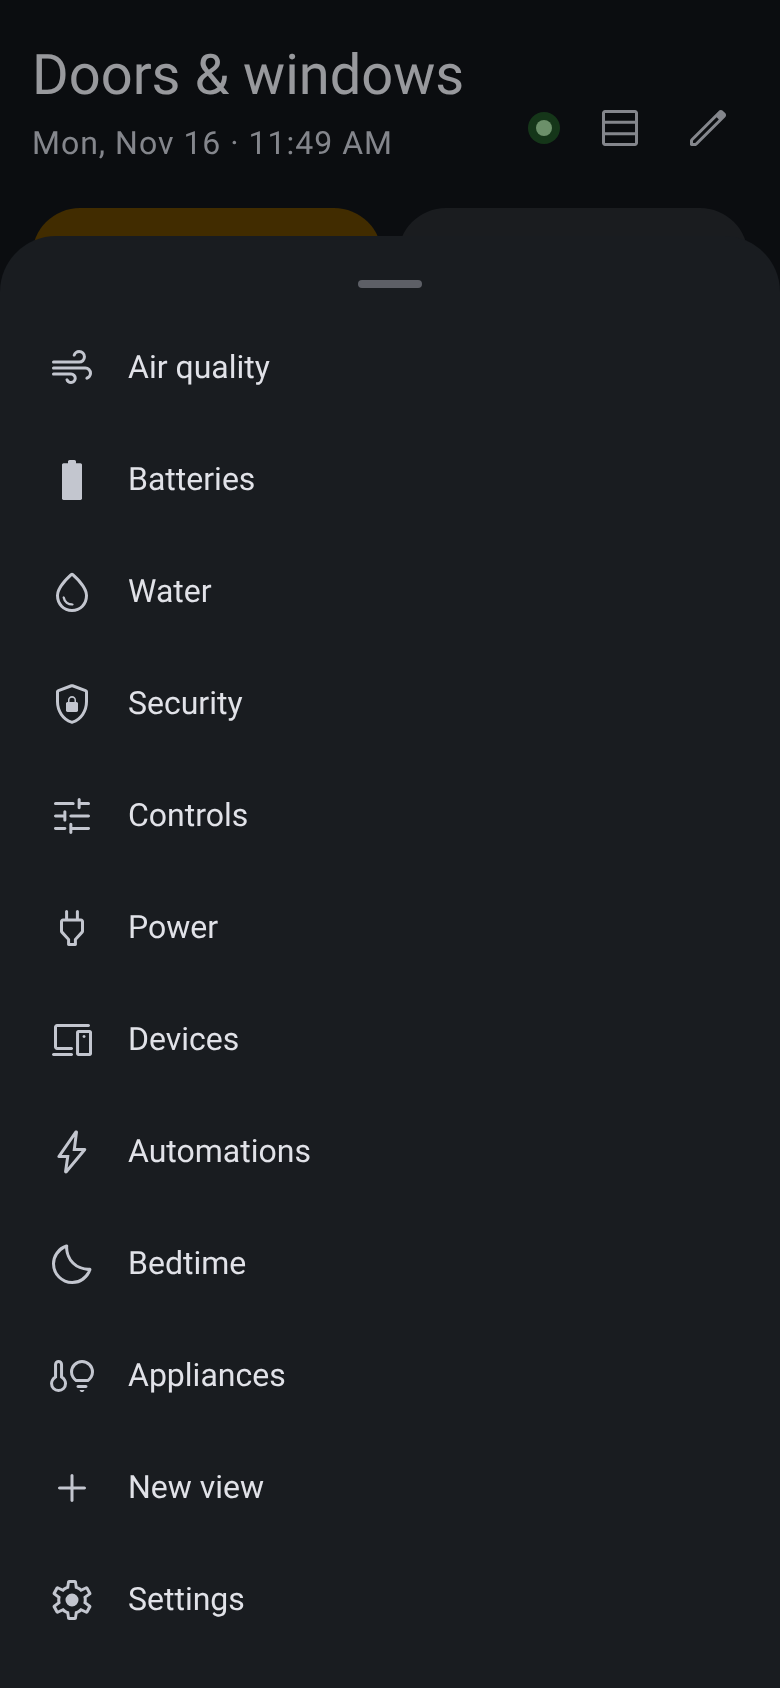 Doors & windows
Mon, Nov 16 · 11:49 AM
Air quality
Batteries
Water
Security
Controls
Power
Devices
Automations
Bedtime
Appliances
New view
Settings